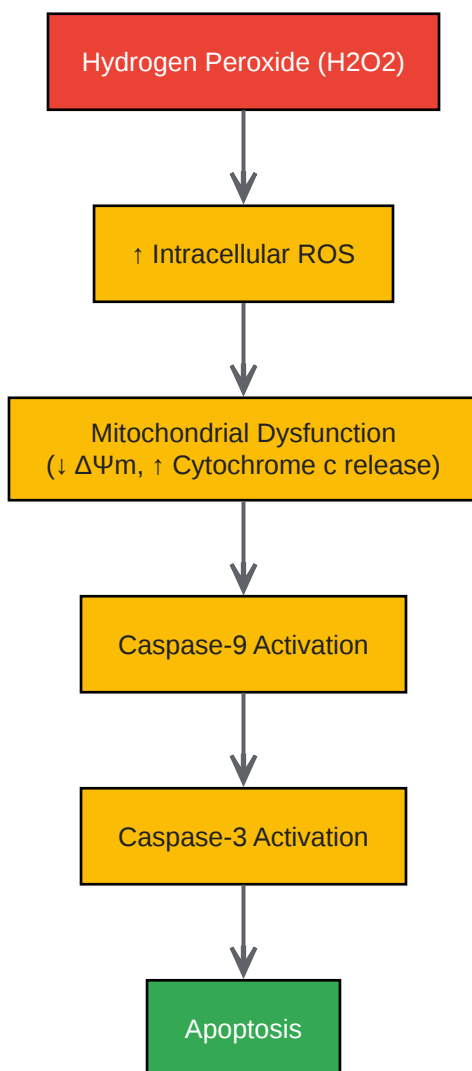 Hydrogen Peroxide (H2O2)
↑ Intracellular ROS
Mitochondrial Dysfunction
(↓ ΔΨm, ↑ Cytochrome c release)
Caspase-9 Activation
Caspase-3 Activation
Apoptosis